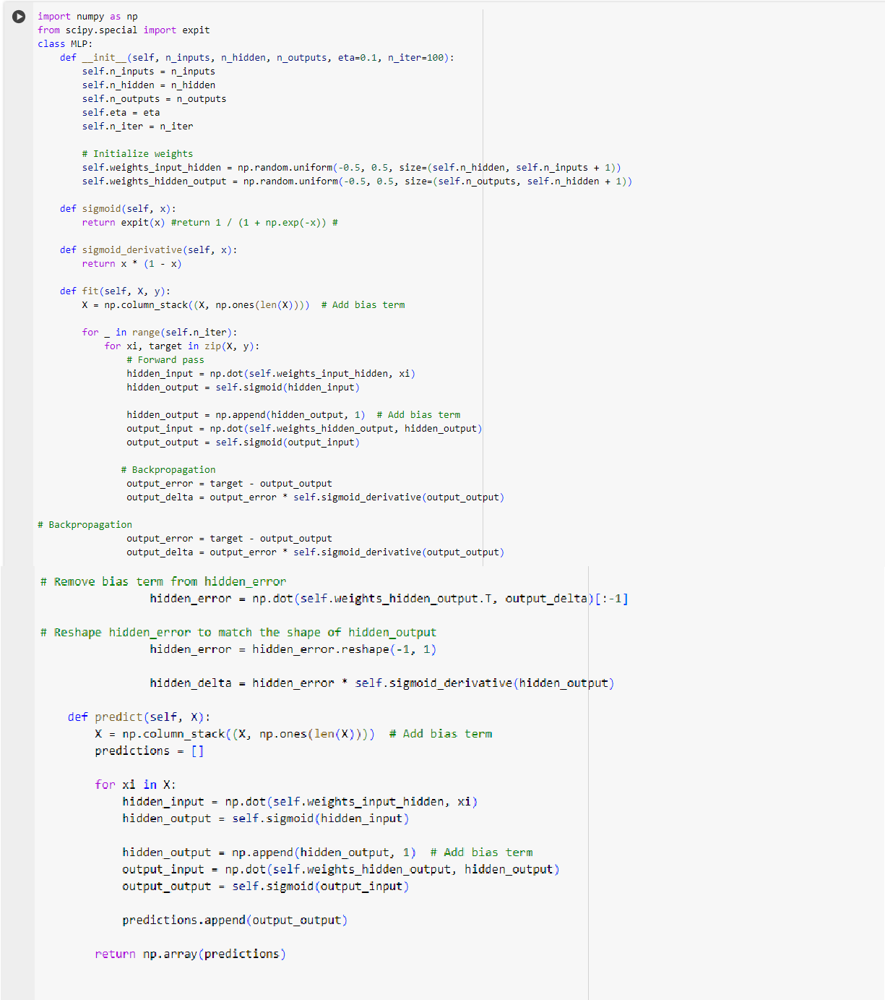 import numpy as np
from scipy.special import expit
class MLP:
    def __init__(self, n_inputs, n_hidden, n_outputs, eta=0.1, n_iter=100):
        self.n_inputs = n_inputs
        self.n_hidden = n_hidden
        self.n_outputs = n_outputs
        self.eta = eta
        self.n_iter = n_iter

        # Initialize weights
        self.weights_input_hidden = np.random.uniform(-0.5, 0.5, size=(self.n_hidden, self.n_inputs + 1))
        self.weights_hidden_output = np.random.uniform(-0.5, 0.5, size=(self.n_outputs, self.n_hidden + 1))

    def sigmoid(self, x):
        return expit(x) #return 1 / (1 + np.exp(-x)) #

    def sigmoid_derivative(self, x):
        return x * (1 - x)

    def fit(self, X, y):
        X = np.column_stack((X, np.ones(len(X))))  # Add bias term

        for _ in range(self.n_iter):
            for xi, target in zip(X, y):
                # Forward pass
                hidden_input = np.dot(self.weights_input_hidden, xi)
                hidden_output = self.sigmoid(hidden_input)

                hidden_output = np.append(hidden_output, 1)  # Add bias term
                output_input = np.dot(self.weights_hidden_output, hidden_output)
                output_output = self.sigmoid(output_input)

               # Backpropagation
                output_error = target - output_output
                output_delta = output_error * self.sigmoid_derivative(output_output)

# Backpropagation
                output_error = target - output_output
                output_delta = output_error * self.sigmoid_derivative(output_output)
# Remove bias term from hidden_error
                hidden_error = np.dot(self.weights_hidden_output.T, output_delta)[:-1]

# Reshape hidden_error to match the shape of hidden_output
                hidden_error = hidden_error.reshape(-1, 1)

                hidden_delta = hidden_error * self.sigmoid_derivative(hidden_output)

    def predict(self, X):
        X = np.column_stack((X, np.ones(len(X))))  # Add bias term
        predictions = []

        for xi in X:
            hidden_input = np.dot(self.weights_input_hidden, xi)
            hidden_output = self.sigmoid(hidden_input)

            hidden_output = np.append(hidden_output, 1)  # Add bias term
            output_input = np.dot(self.weights_hidden_output, hidden_output)
            output_output = self.sigmoid(output_input)

            predictions.append(output_output)

        return np.array(predictions)